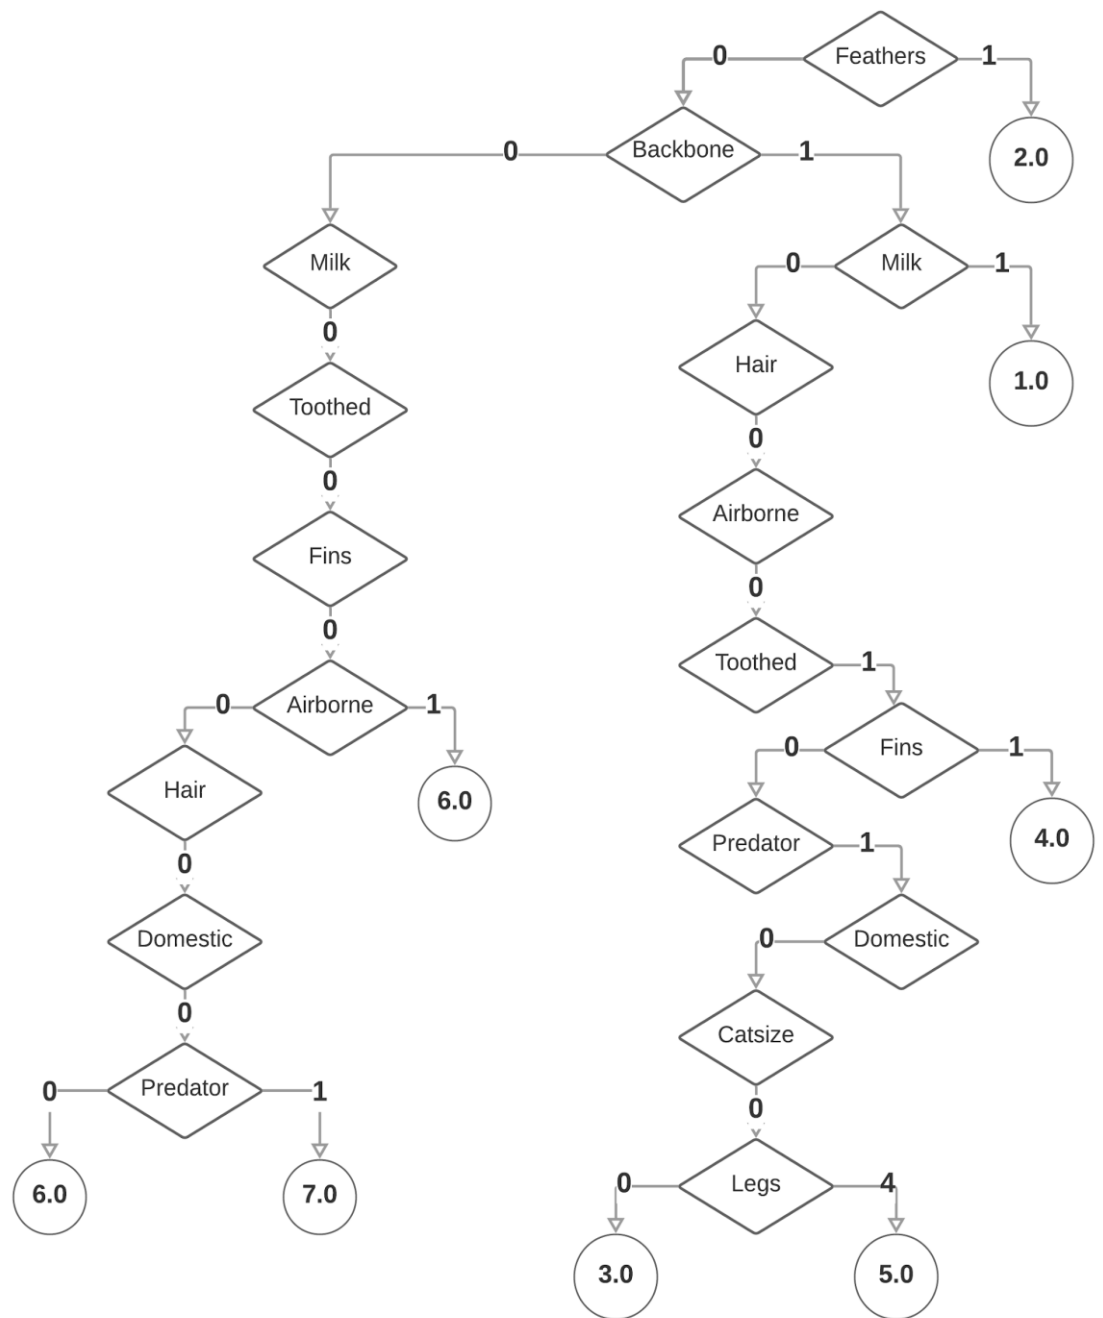 Feathers
0
1
Backbone
2.0
0
1
Milk
Milk
0
1
0
Hair
1.0
Toothed
0
0
Airborne
Fins
0
0
Toothed
1
Airborne
0
1
Fins
0
1
Hair
6.0
Predator
1
4.0
0
Domestic
Domestic
0
0
Catsize
Predator
0
1
0
6.0
7.0
Legs
0
4
3.0
5.0